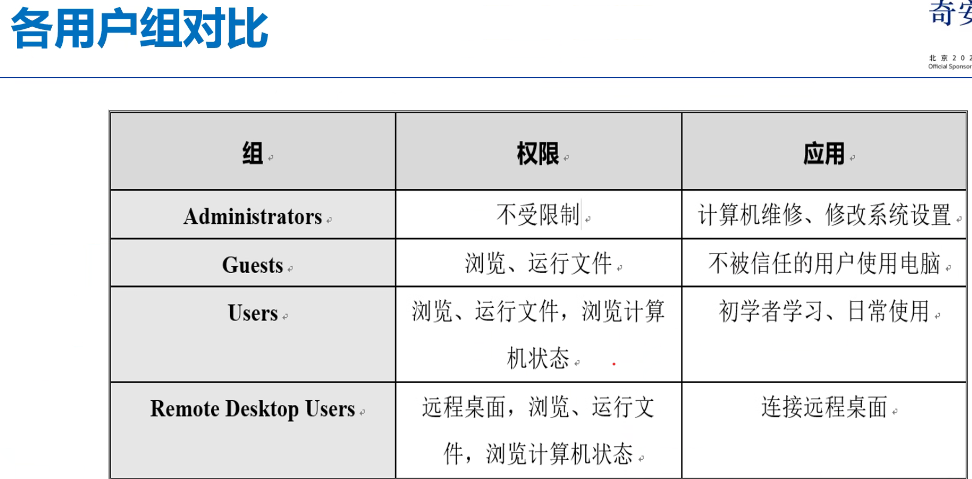 各用户组对比
奇安
北京202
Official Sponsor
组 权限 应用
Administrators 不受限制 计算机维修、修改系统设置
Guests 浏览、运行文件 不被信任的用户使用电脑
Users 浏览、运行文件，浏览计算 初学者学习、日常使用
机状态
Remote Desktop Users 远程桌面，浏览、运行文 连接远程桌面
件，浏览计算机状态